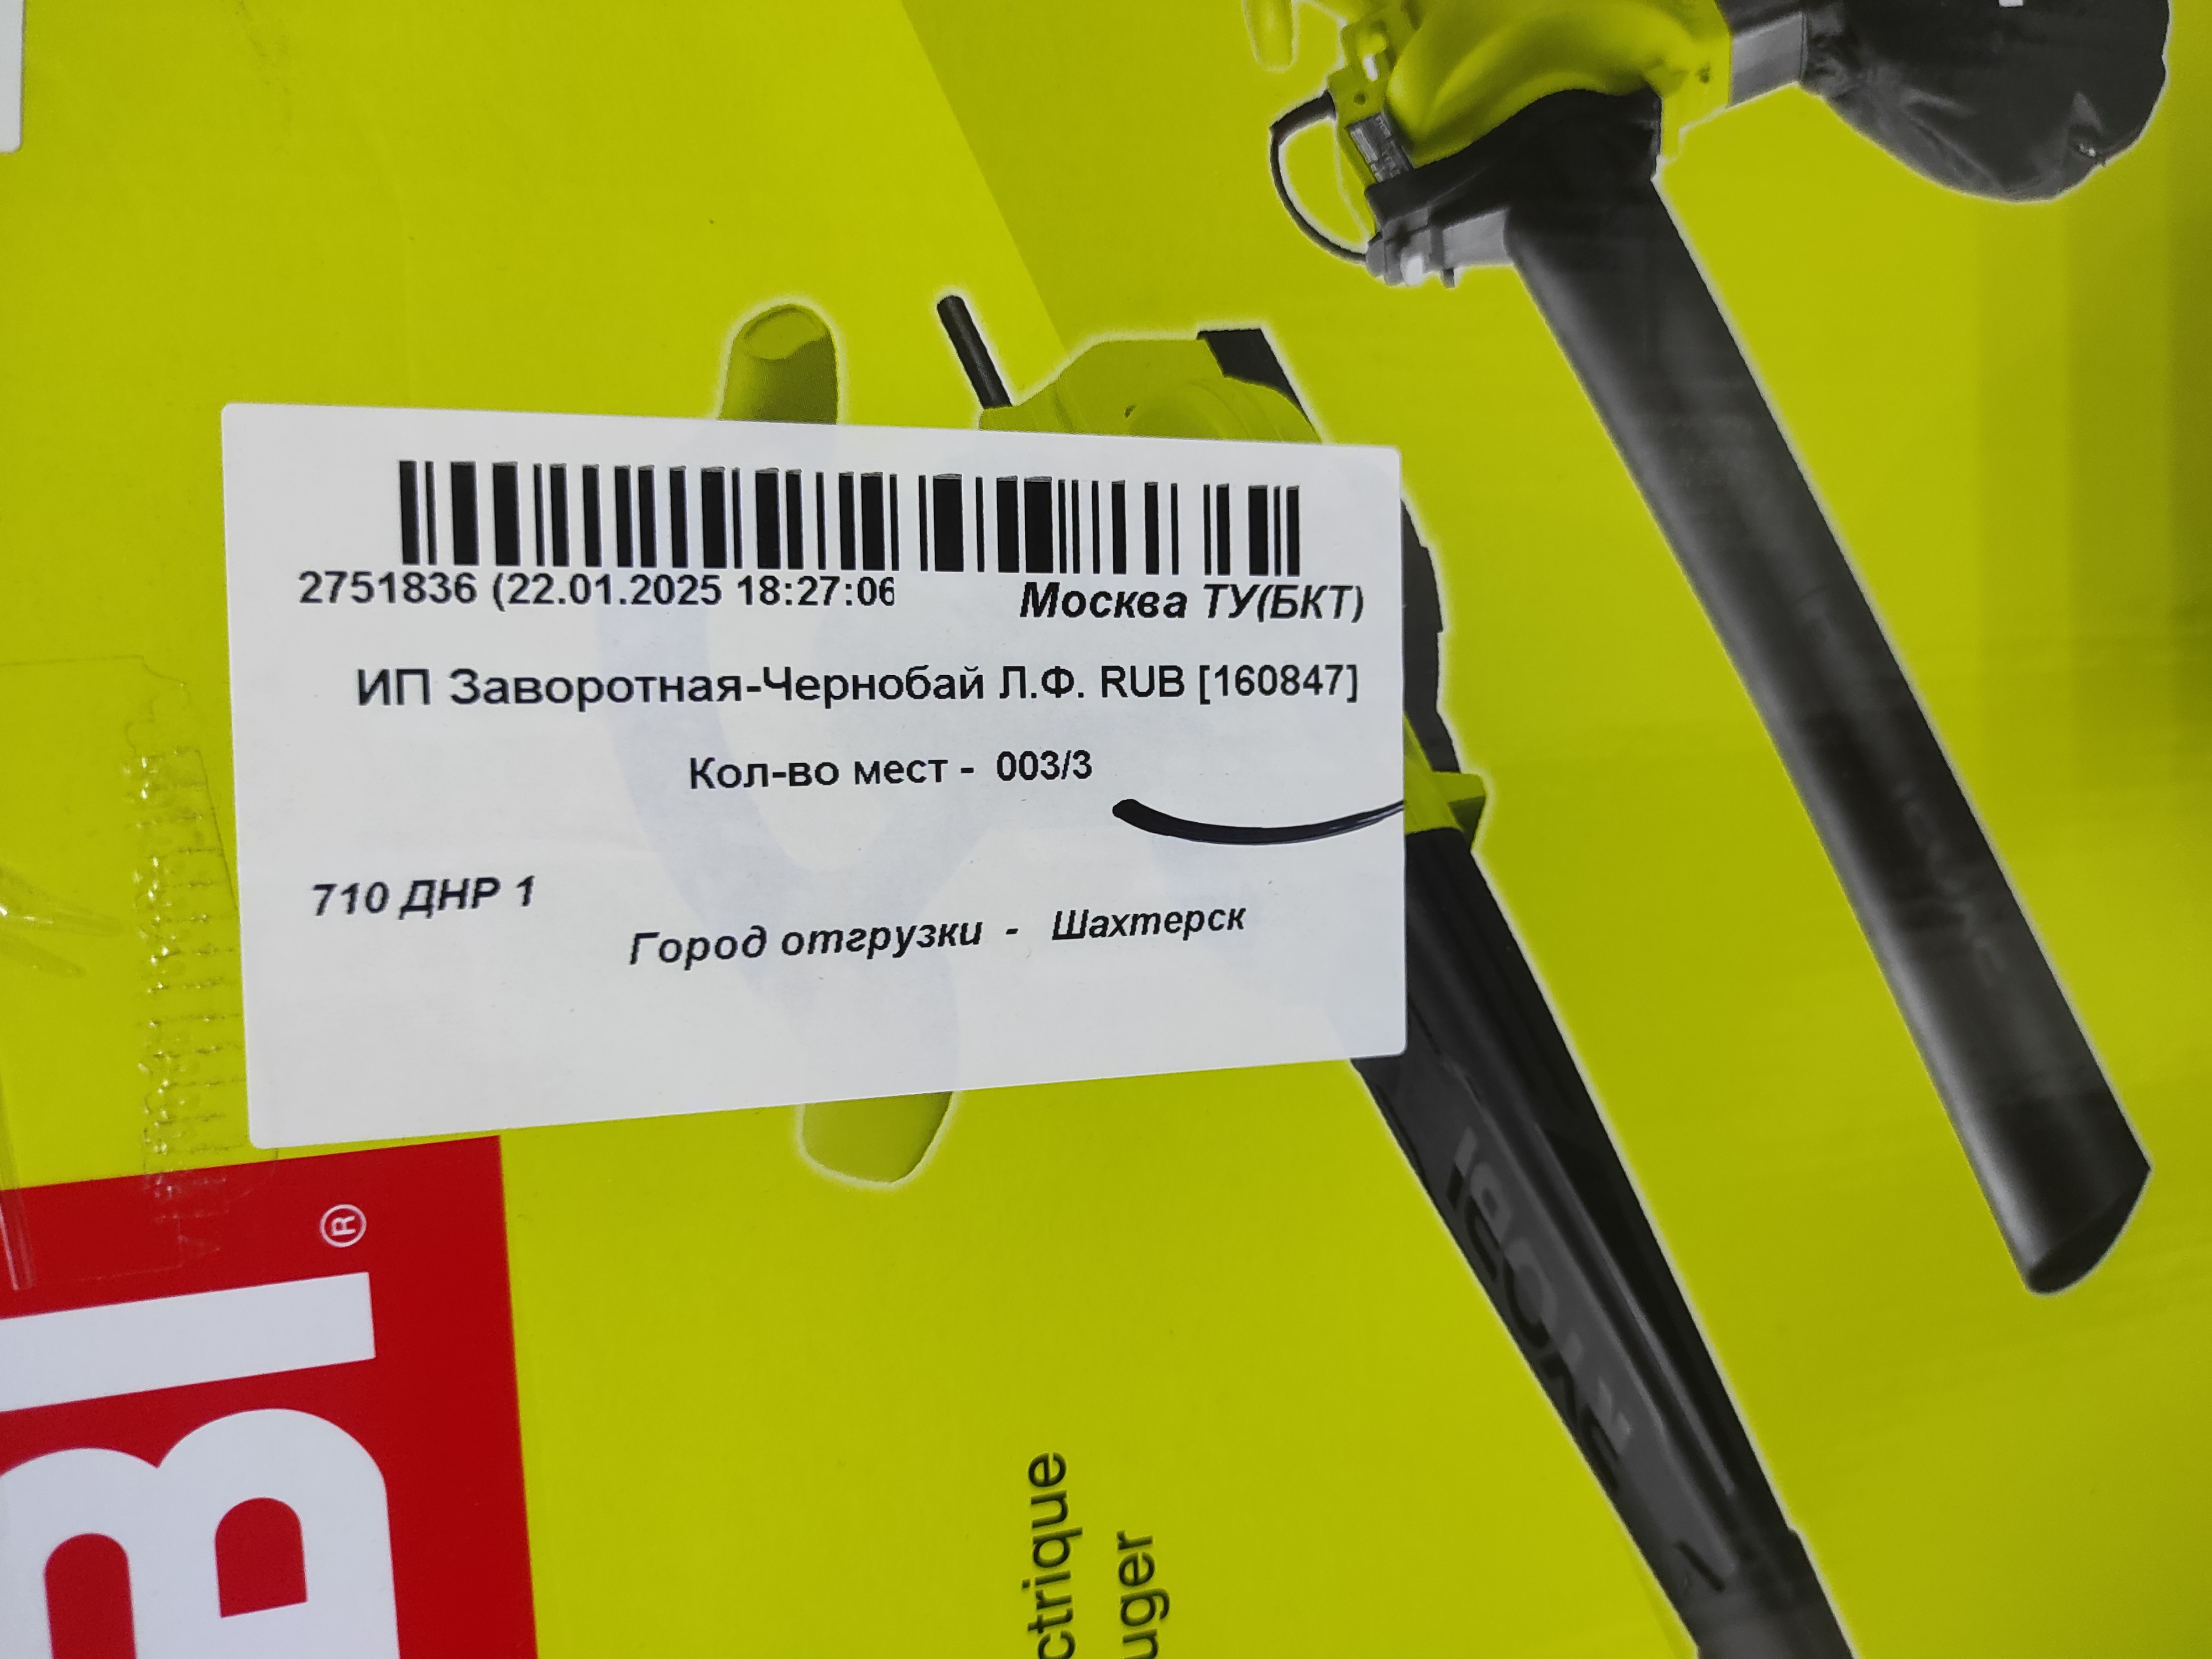 2751836 (22.01.2025 18:27:06
Москва ТУ(БКТ)
ИП Заворотная-Чернобай Л.Ф. RUB [160847]
Кол-во мест - 003/3
710 ДНР 1
Город отгрузки - Шахтерск
BI®
ctrique
uger